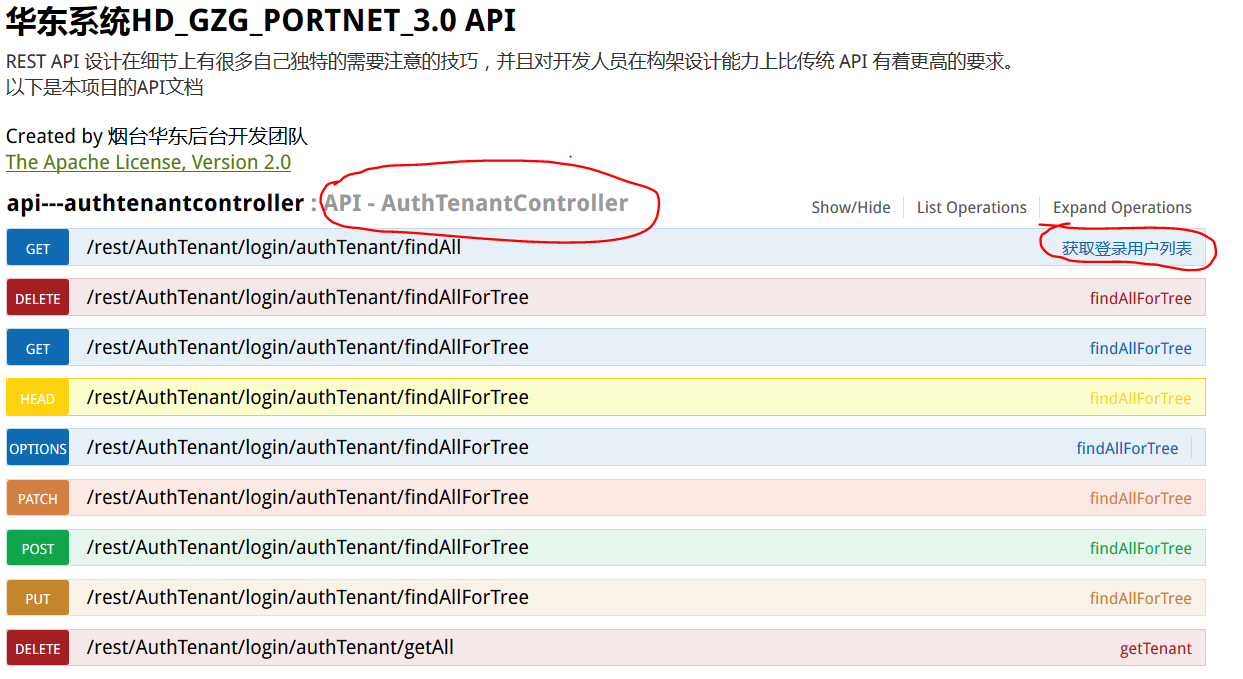 华东系统HD_GZG_PORTNET_3.0 API
REST API 设计在细节上有很多自己独特的需要注意的技巧，并且对开发人员在构架设计能力上比传统 API 有着更高的要求。
以下是本项目的API文档
Created by 烟台华东后台开发团队
The Apache License, Version 2.0
api---authtenantcontroller : API - AuthTenantController Show/Hide List Operations Expand Operations
GET /rest/AuthTenant/login/authTenant/findAll 获取登录用户列表
DELETE /rest/AuthTenant/login/authTenant/findAllForTree findAllForTree
GET /rest/AuthTenant/login/authTenant/findAllForTree findAllForTree
HEAD /rest/AuthTenant/login/authTenant/findAllForTree findAllForTree
OPTIONS /rest/AuthTenant/login/authTenant/findAllForTree findAllForTree
PATCH /rest/AuthTenant/login/authTenant/findAllForTree findAllForTree
POST /rest/AuthTenant/login/authTenant/findAllForTree findAllForTree
PUT /rest/AuthTenant/login/authTenant/findAllForTree findAllForTree
DELETE /rest/AuthTenant/login/authTenant/getAll getTenant